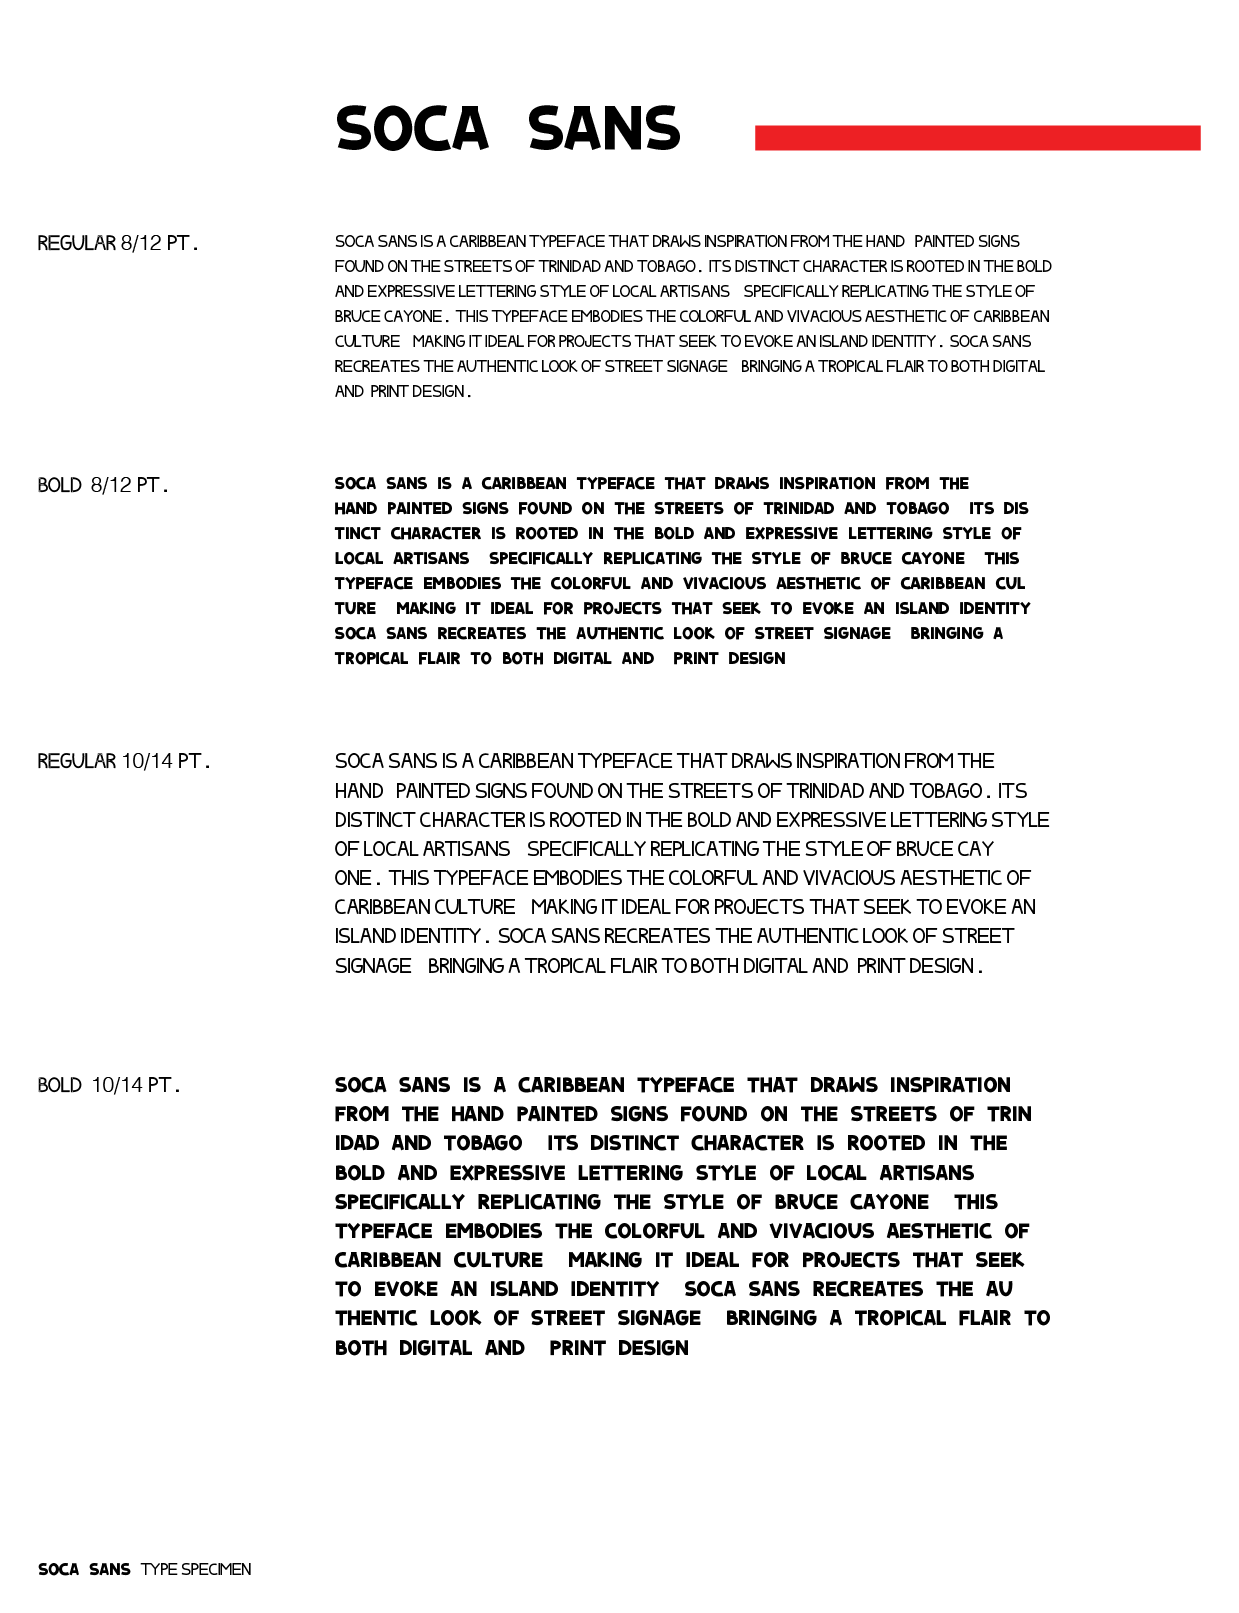 SOCA SANS
REGULAR 8/12 PT.
SOCA SANS IS A CARIBBEAN TYPEFACE THAT DRAWS INSPIRATION FROM THE HAND PAINTED SIGNS
FOUND ON THE STREETS OF TRINIDAD AND TOBAGO. ITS DISTINCT CHARACTER IS ROOTED IN THE BOLD
AND EXPRESSIVE LETTERING STYLE OF LOCAL ARTISANS SPECIFICALLY REPLICATING THE STYLE OF
BRUCE CAYONE. THIS TYPEFACE EMBODIES THE COLORFUL AND VIVACIOUS AESTHETIC OF CARIBBEAN
CULTURE MAKING IT IDEAL FOR PROJECTS THAT SEEK TO EVOKE AN ISLAND IDENTITY. SOCA SANS
RECREATES THE AUTHENTIC LOOK OF STREET SIGNAGE BRINGING A TROPICAL FLAIR TO BOTH DIGITAL
AND PRINT DESIGN.
BOLD 8/12 PT.
SOCA SANS IS A CARIBBEAN TYPEFACE THAT DRAWS INSPIRATION FROM THE
HAND PAINTED SIGNS FOUND ON THE STREETS OF TRINIDAD AND TOBAGO ITS DIS
TINCT CHARACTER IS ROOTED IN THE BOLD AND EXPRESSIVE LETTERING STYLE OF
LOCAL ARTISANS SPECIFICALLY REPLICATING THE STYLE OF BRUCE CAYONE THIS
TYPEFACE EMBODIES THE COLORFUL AND VIVACIOUS AESTHETIC OF CARIBBEAN CUL
TURE MAKING IT IDEAL FOR PROJECTS THAT SEEK TO EVOKE AN ISLAND IDENTITY
SOCA SANS RECREATES THE AUTHENTIC LOOK OF STREET SIGNAGE BRINGING A
TROPICAL FLAIR TO BOTH DIGITAL AND PRINT DESIGN
REGULAR 10/14 PT.
SOCA SANS IS A CARIBBEAN TYPEFACE THAT DRAWS INSPIRATION FROM THE
HAND PAINTED SIGNS FOUND ON THE STREETS OF TRINIDAD AND TOBAGO. ITS
DISTINCT CHARACTER IS ROOTED IN THE BOLD AND EXPRESSIVE LETTERING STYLE
OF LOCAL ARTISANS SPECIFICALLY REPLICATING THE STYLE OF BRUCE CAY
ONE. THIS TYPEFACE EMBODIES THE COLORFUL AND VIVACIOUS AESTHETIC OF
CARIBBEAN CULTURE MAKING IT IDEAL FOR PROJECTS THAT SEEK TO EVOKE AN
ISLAND IDENTITY. SOCA SANS RECREATES THE AUTHENTIC LOOK OF STREET
SIGNAGE BRINGING A TROPICAL FLAIR TO BOTH DIGITAL AND PRINT DESIGN.
BOLD 10/14 PT.
SOCA SANS IS A CARIBBEAN TYPEFACE THAT DRAWS INSPIRATION
FROM THE HAND PAINTED SIGNS FOUND ON THE STREETS OF TRIN
IDAD AND TOBAGO ITS DISTINCT CHARACTER IS ROOTED IN THE
BOLD AND EXPRESSIVE LETTERING STYLE OF LOCAL ARTISANS
SPECIFICALLY REPLICATING THE STYLE OF BRUCE CAYONE THIS
TYPEFACE EMBODIES THE COLORFUL AND VIVACIOUS AESTHETIC OF
CARIBBEAN CULTURE MAKING IT IDEAL FOR PROJECTS THAT SEEK
TO EVOKE AN ISLAND IDENTITY SOCA SANS RECREATES THE AU
THENTIC LOOK OF STREET SIGNAGE BRINGING A TROPICAL FLAIR TO
BOTH DIGITAL AND PRINT DESIGN
SOCA SANS TYPE SPECIMEN